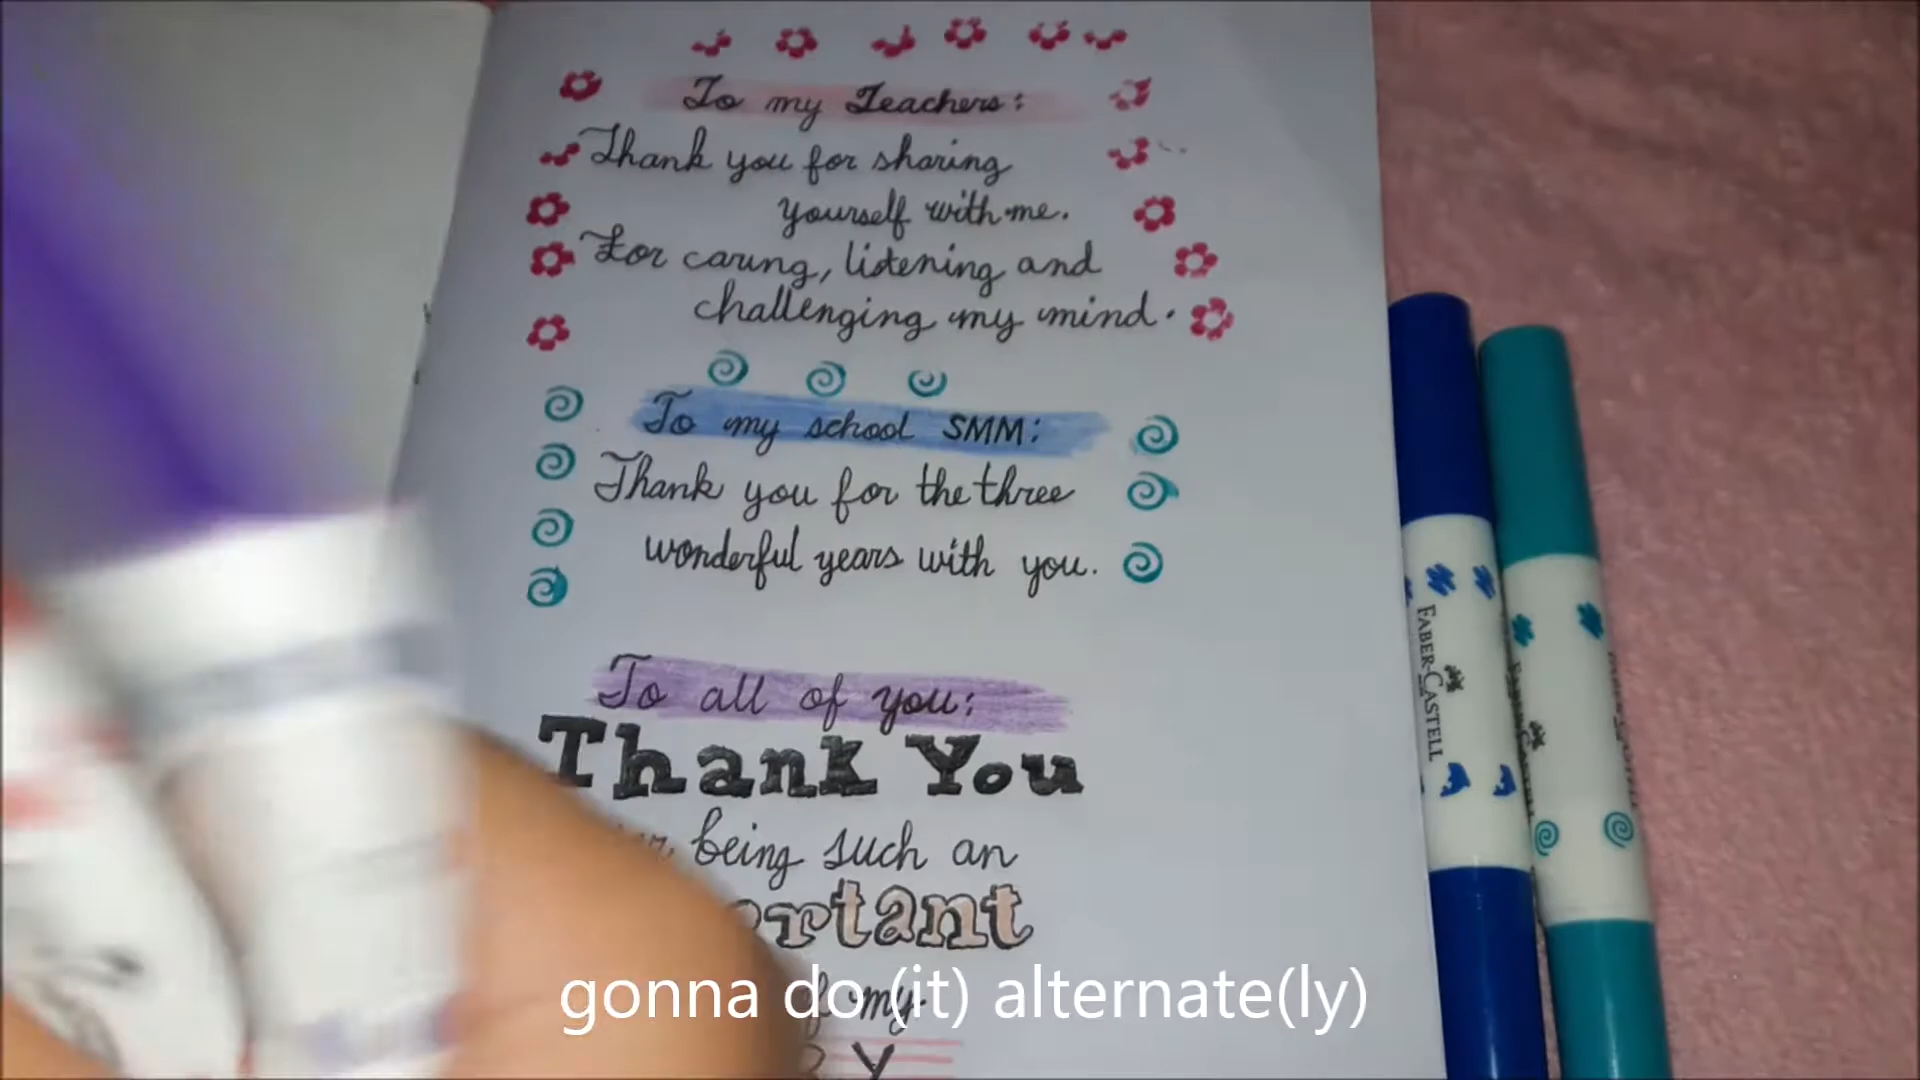 To my Teachers:
Thank you for sharing
yourself with me.
For caring, listening and
challenging my mind.
To my school SMM:
Thank you for the three
wonderful years with you.
To all of you:
Thank You
being such an
my
gonna do (it) alternate(ly)
FABER-CASTELL